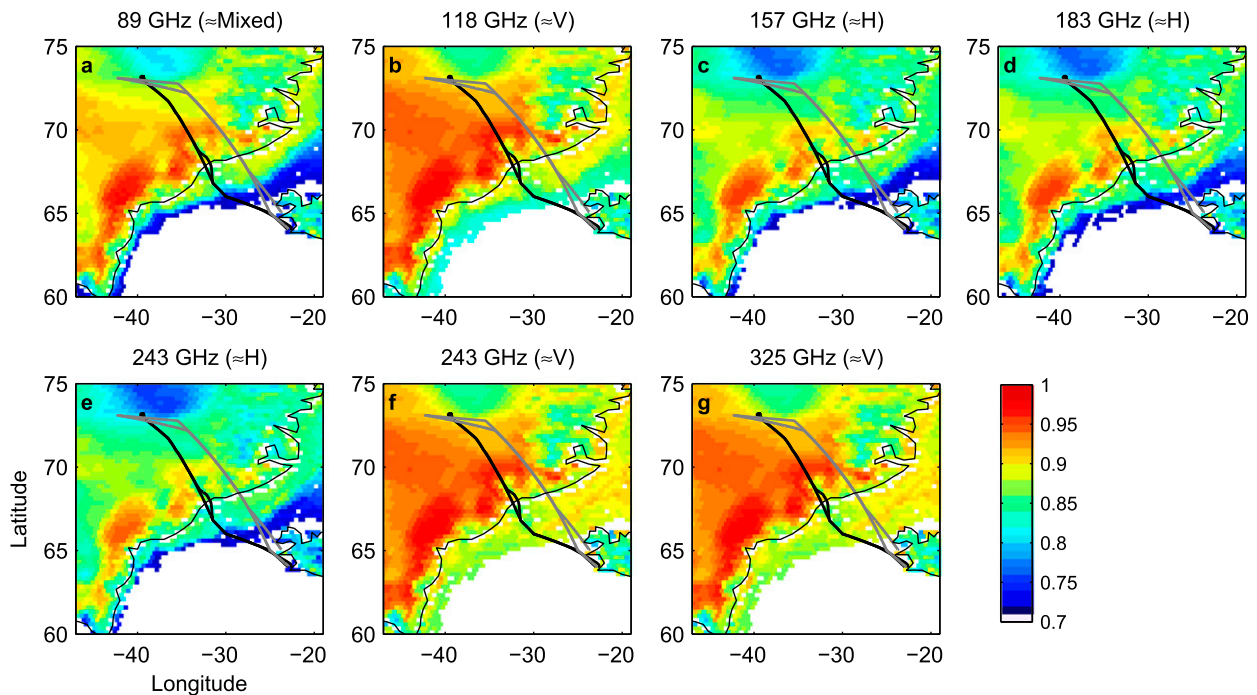 89 GHz (≈Mixed) 118 GHz (≈V) 157 GHz (≈H) 183 GHz (≈H)
75 75 75 75
a b c d
70 70 70 70
65 65 65 65
60 60 60 60
−40 −30 −20 −40 −30 −20 −40 −30 −20 −40 −30 −20
243 GHz (≈H) 243 GHz (≈V) 325 GHz (≈V)
75 75 75 1
e f g
0.95
70 70 70 0.9
0.85
65 65 65 0.8
0.75
60 60 60 0.7
−40 −30 −20 −40 −30 −20 −40 −30 −20
Latitude
Longitude